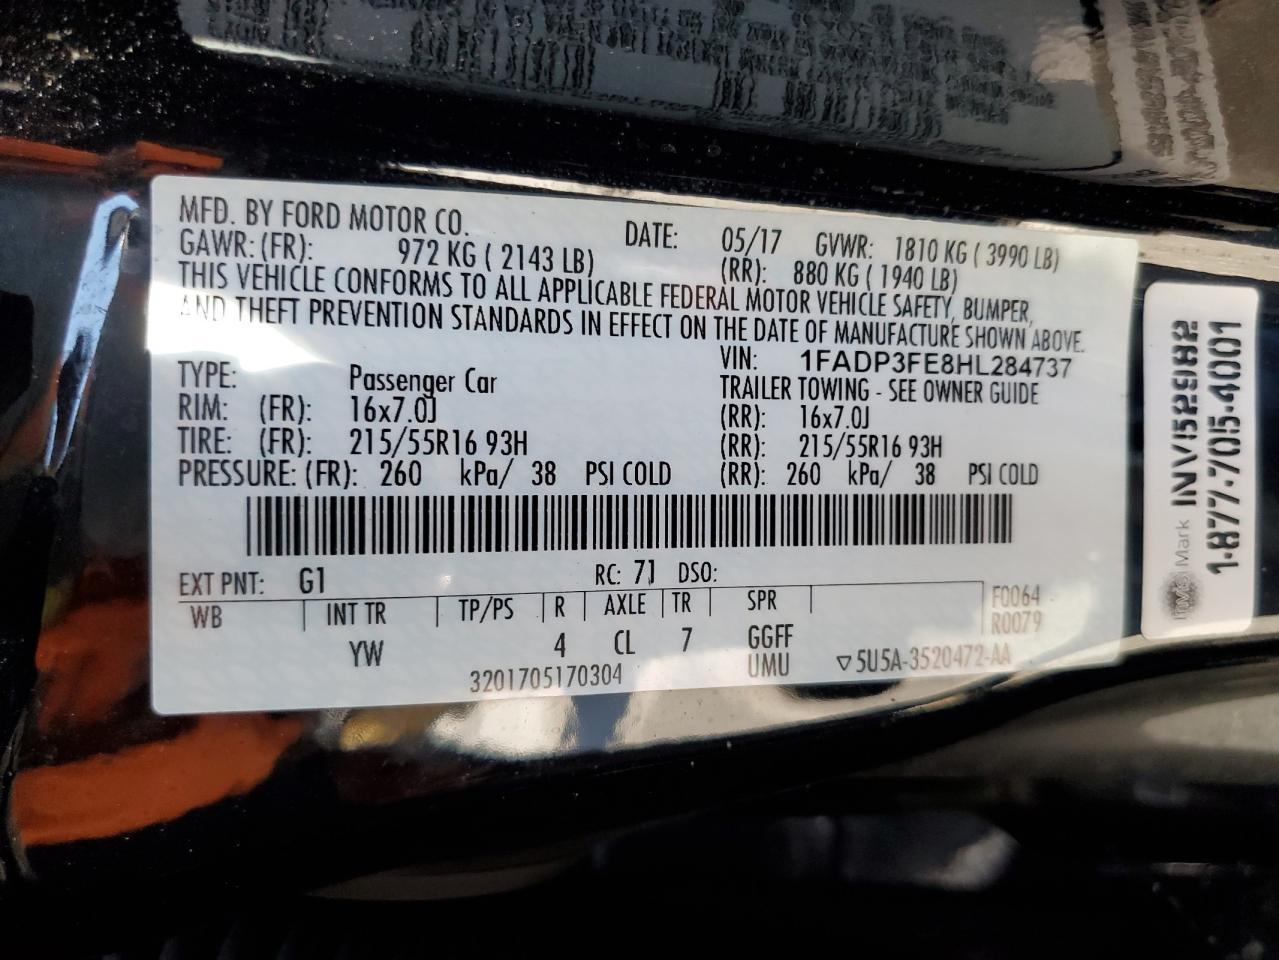 MFD. BY FORD MOTOR CO. DATE: 05/17 GVWR: 1810 KG ( 3990 LB)
GAWR: (FR): 972 KG ( 2143 LB) (RR): 880 KG ( 1940 LB)
THIS VEHICLE CONFORMS TO ALL APPLICABLE FEDERAL MOTOR VEHICLE SAFETY, BUMPER,
AND THEFT PREVENTION STANDARDS IN EFFECT ON THE DATE OF MANUFACTURE SHOWN ABOVE.
VIN: 1FADP3FE8HL284737
TYPE: Passenger Car TRAILER TOWING - SEE OWNER GUIDE
RIM: (FR): 16x7.0J (RR): 16x7.0J
TIRE: (FR): 215/55R16 93H (RR): 215/55R16 93H
PRESSURE: (FR): 260 kPa/ 38 PSI COLD (RR): 260 kPa/ 38 PSI COLD
EXT PNT: G1 RC: 71 DSO:
WB INT TR TP/PS R AXLE TR SPR F0064
R0079
YW 4 CL 7 GGFF
UMU
3201705170304 ▽5U5A-3520472-AA
Mark INV152982
1-877-705-4001